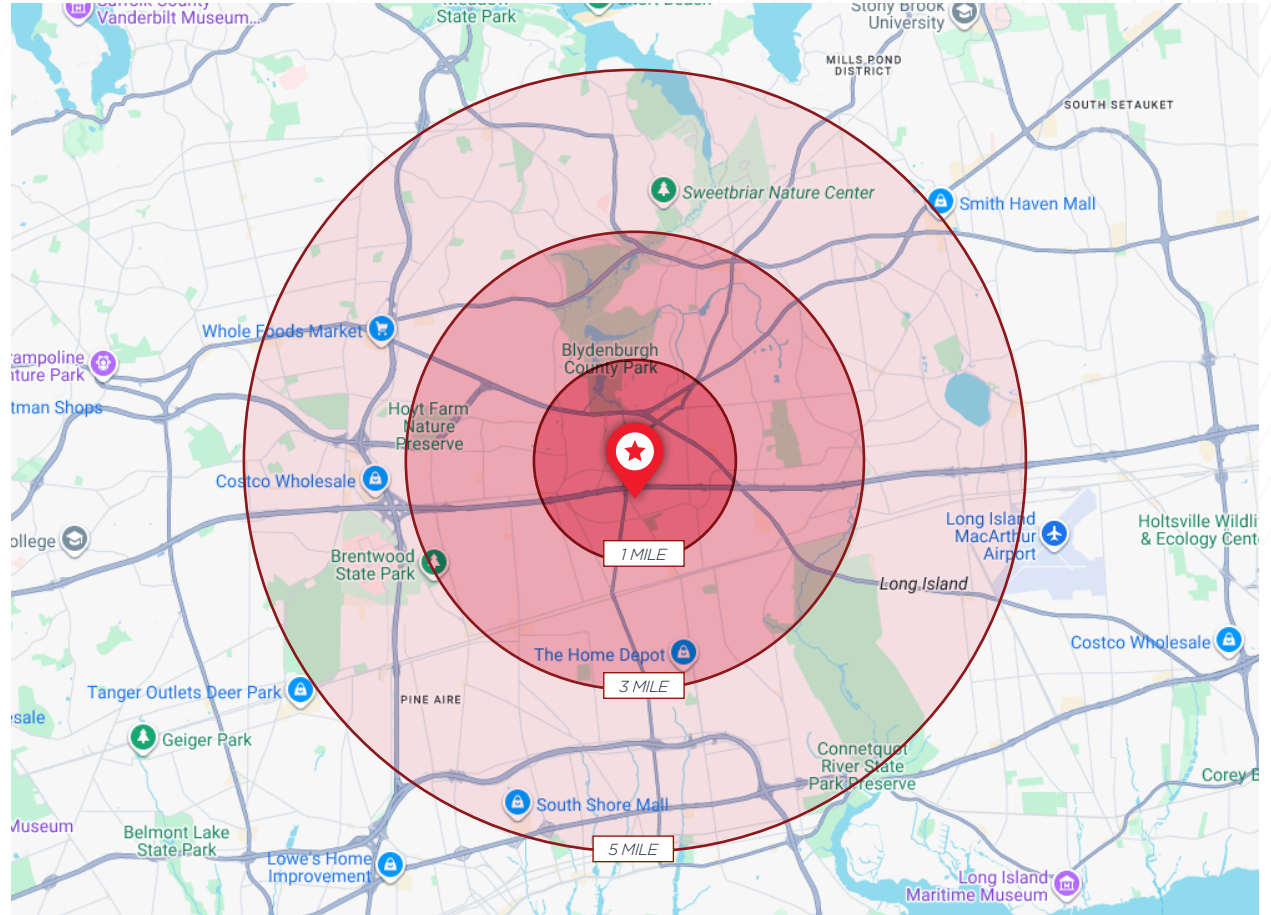 Vanderbilt Museum...
State Park
Stony Brook
University
MILLS POND
DISTRICT
SOUTH SETAUKET
Sweetbriar Nature Center
Smith Haven Mall
Whole Foods Market
Blydenburgh
County Park
rampoline
nture Park
tman Shops
Hoyt Farm
Nature
Preserve
Costco Wholesale
Long Island
MacArthur
Airport
Holtsville Wildli
& Ecology Cent
ollege
1 MILE
Brentwood
State Park
Long Island
Costco Wholesale
The Home Depot
3 MILE
Tanger Outlets Deer Park
PINE AIRE
esale
Geiger Park
Connetquot
River State
Park Preserve
Corey B
South Shore Mall
Museum
Belmont Lake
State Park
5 MILE
Lowe's Home
Improvement
Long Island
Maritime Museum